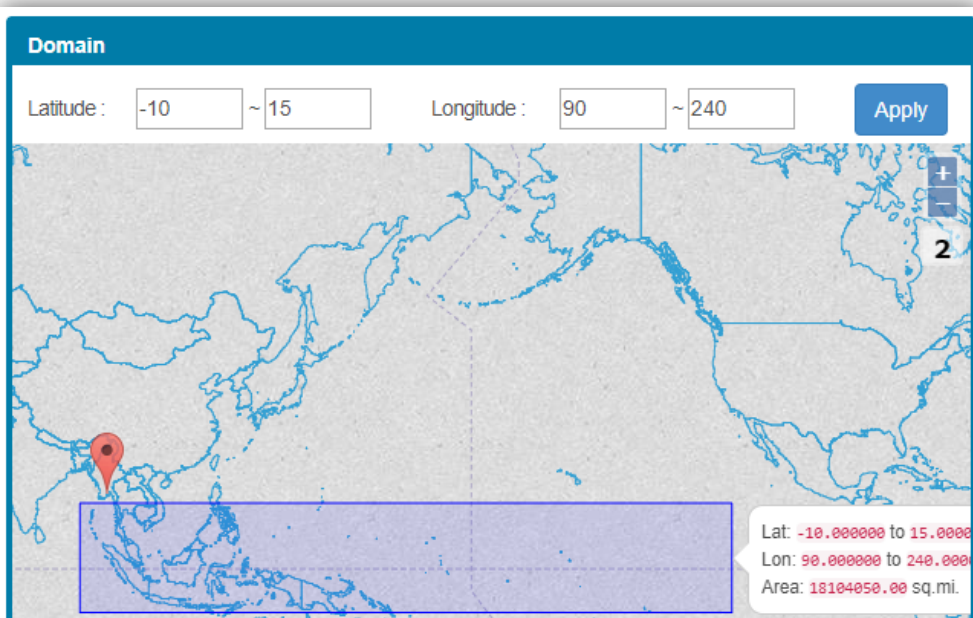 Domain
Latitude : -10 ~ 15 Longitude : 90 ~ 240 Apply
+
−
2
Lat: -10.000000 to 15.0000
Lon: 90.000000 to 240.000
Area: 18104050.00 sq.mi.